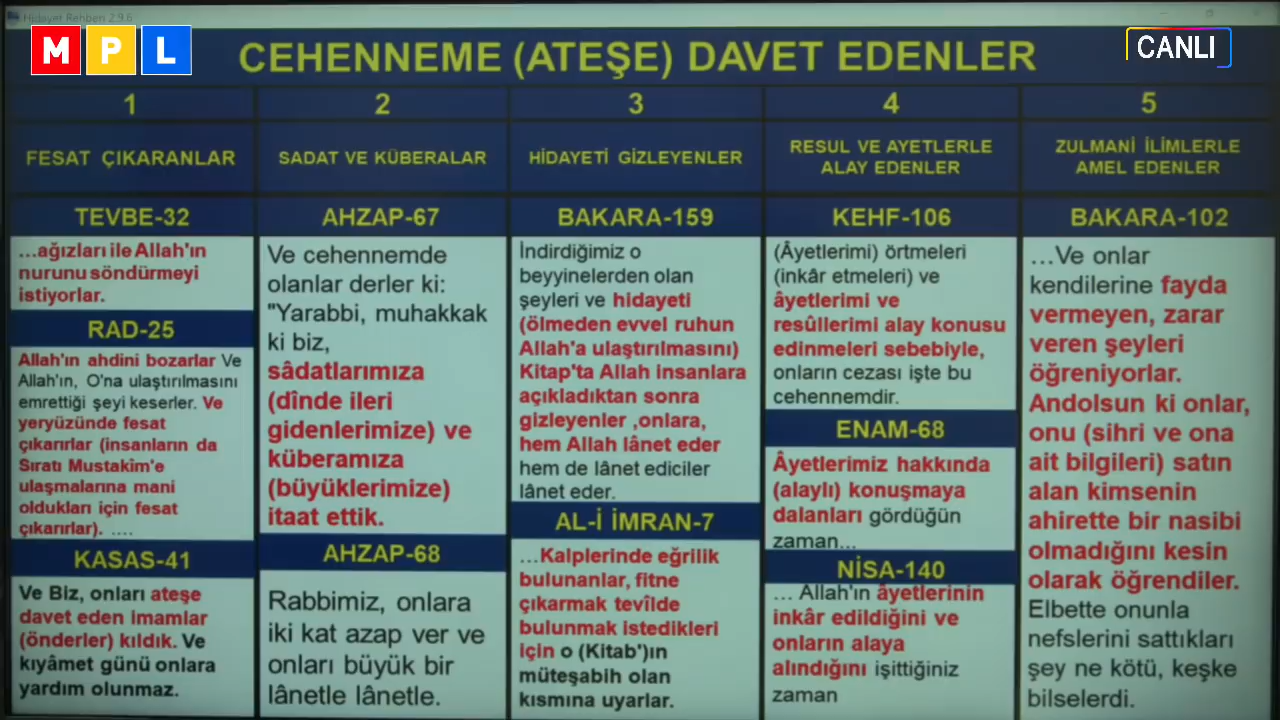 Hidayet Rehberi 2.9.6
MPL
CANLI
CEHENNEME (ATEŞE) DAVET EDENLER
1
2
3
4
5
FESAT ÇIKARANLAR
SADAT VE KÜBERALAR
HİDAYETİ GİZLEYENLER
RESUL VE AYETLERLE
ALAY EDENLER
ZULMANİ İLİMLERLE
AMEL EDENLER
TEVBE-32
…ağızları ile Allah'ın
nurunu söndürmeyi
istiyorlar.
RAD-25
Allah'ın ahdini bozarlar Ve
Allah'ın, O'na ulaştırılmasını
emrettiği şeyi keserler. Ve
yeryüzünde fesat
çıkarırlar (insanların da
Sıratı Mustakîm'e
ulaşmalarına mani
oldukları için fesat
çıkarırlar). ....
KASAS-41
Ve Biz, onları ateşe
davet eden imamlar
(önderler) kıldık. Ve
kıyâmet günü onlara
yardım olunmaz.
AHZAP-67
Ve cehennemde
olanlar derler ki:
"Yarabbi, muhakkak
ki biz,
sâdatlarımıza
(dînde ileri
gidenlerimize) ve
küberamıza
(büyüklerimize)
itaat ettik.
AHZAP-68
Rabbimiz, onlara
iki kat azap ver ve
onları büyük bir
lânetle lânetle.
BAKARA-159
İndirdiğimiz o
beyyinelerden olan
şeyleri ve hidayeti
(ölmeden evvel ruhun
Allah'a ulaştırılmasını)
Kitap'ta Allah insanlara
açıkladıktan sonra
gizleyenler ,onlara,
hem Allah lânet eder
hem de lânet ediciler
lânet eder.
AL-İ İMRAN-7
…Kalplerinde eğrilik
bulunanlar, fitne
çıkarmak tevîlde
bulunmak istedikleri
için o (Kitab')ın
müteşabih olan
kısmına uyarlar.
KEHF-106
(Âyetlerimi) örtmeleri
(inkâr etmeleri) ve
âyetlerimi ve
resûllerimi alay konusu
edinmeleri sebebiyle,
onların cezası işte bu
cehennemdir.
ENAM-68
Âyetlerimiz hakkında
(alaylı) konuşmaya
dalanları gördüğün
zaman...
NİSA-140
... Allah'ın âyetlerinin
inkâr edildiğini ve
onların alaya
alındığını işittiğiniz
zaman
BAKARA-102
…Ve onlar
kendilerine fayda
vermeyen, zarar
veren şeyleri
öğreniyorlar.
Andolsun ki onlar,
onu (sihri ve ona
ait bilgileri) satın
alan kimsenin
ahirette bir nasibi
olmadığını kesin
olarak öğrendiler.
Elbette onunla
nefslerini sattıkları
şey ne kötü, keşke
bilselerdi.